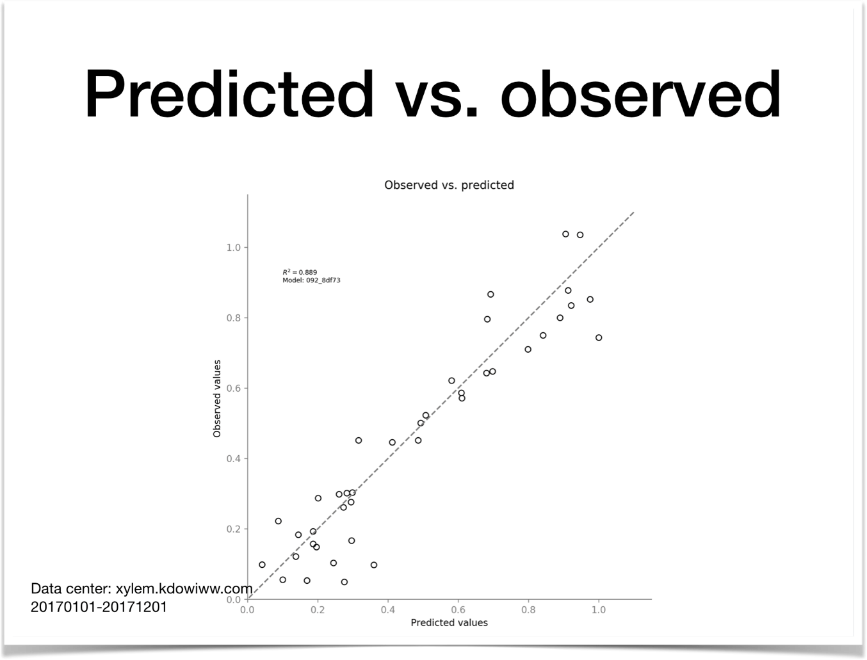 Predicted vs. observed
Observed vs. predicted
R² = 0.889
Model: 092_8df73
Observed values
1.0
0.8
0.6
0.4
0.2
0.0
0.0 0.2 0.4 0.6 0.8 1.0
Predicted values
Data center: xylem.kdowiww.com
20170101-20171201